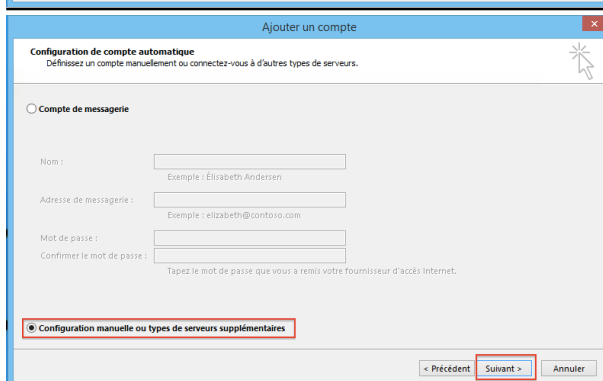 Ajouter un compte
Configuration de compte automatique
Définissez un compte manuellement ou connectez-vous à d'autres types de serveurs.
Compte de messagerie
Nom :
Exemple : Élisabeth Andersen
Adresse de messagerie :
Exemple : elizabeth@contoso.com
Mot de passe :
Confirmer le mot de passe :
Tapez le mot de passe que vous a remis votre fournisseur d'accès Internet.
Configuration manuelle ou types de serveurs supplémentaires
< Précédent Suivant > Annuler